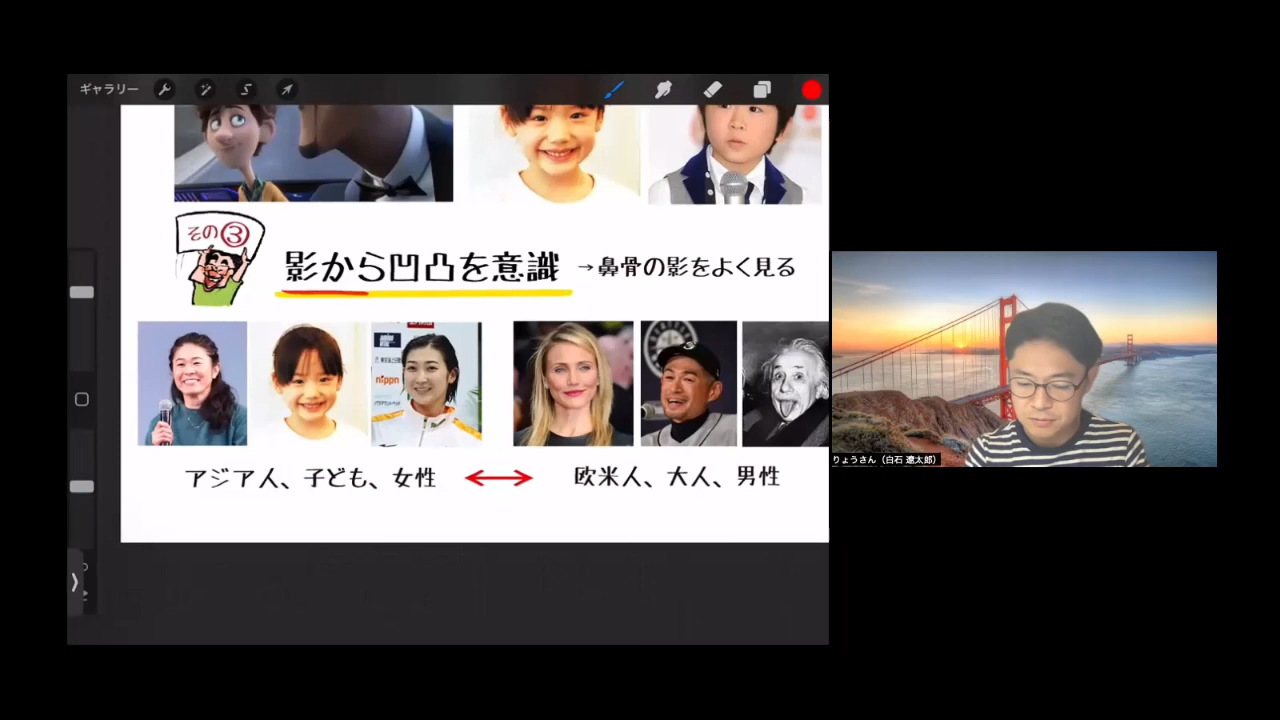 ギャラリー
その③
影から凹凸を意識 →鼻骨の影をよく見る
nippn
アジア人、子ども、女性 ↔ 欧米人、大人、男性
りょうさん（白石 遼太郎）